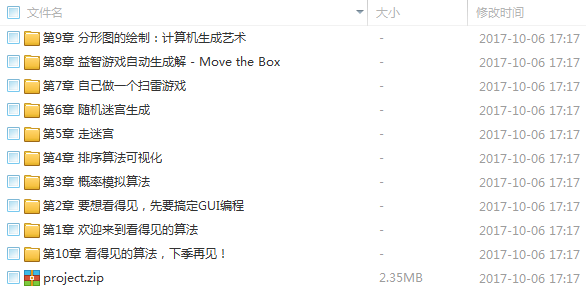 文件名 大小 修改时间
第9章 分形图的绘制：计算机生成艺术 - 2017-10-06 17:17
第8章 益智游戏自动生成解 - Move the Box - 2017-10-06 17:17
第7章 自己做一个扫雷游戏 - 2017-10-06 17:17
第6章 随机迷宫生成 - 2017-10-06 17:17
第5章 走迷宫 - 2017-10-06 17:17
第4章 排序算法可视化 - 2017-10-06 17:17
第3章 概率模拟算法 - 2017-10-06 17:17
第2章 要想看得见，先要搞定GUI编程 - 2017-10-06 17:17
第1章 欢迎来到看得见的算法 - 2017-10-06 17:17
第10章 看得见的算法，下季再见！ - 2017-10-06 17:17
project.zip 2.35MB 2017-10-06 17:17